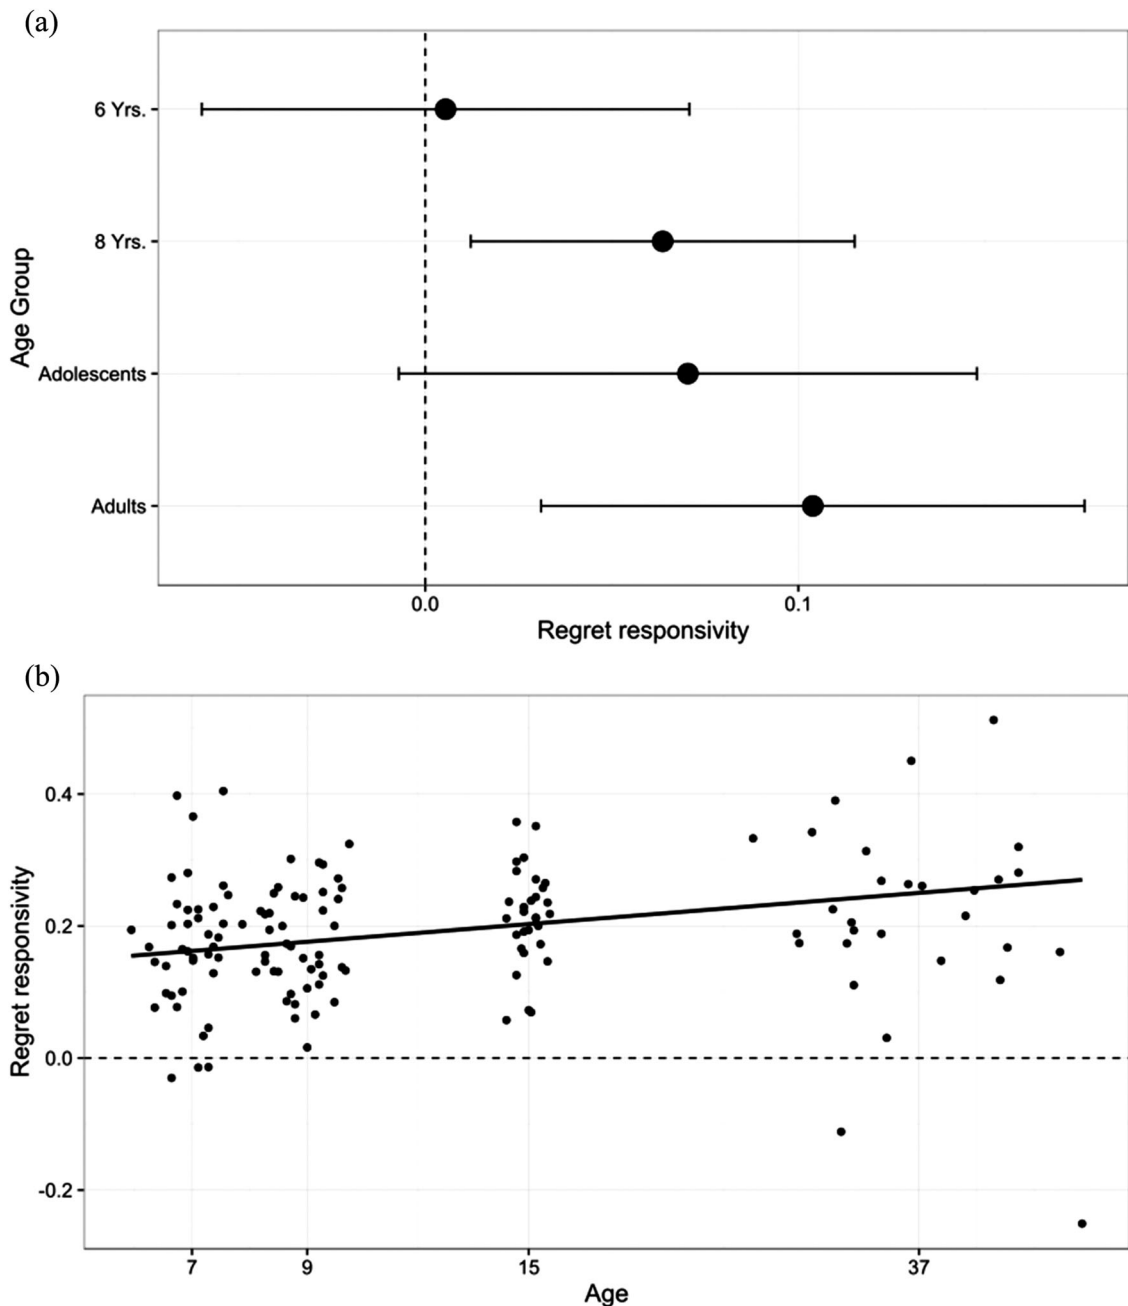 (a)
6 Yrs.
8 Yrs.
Adolescents
Adults
Age Group
0.0 0.1
Regret responsivity
(b)
0.4
0.2
0.0
-0.2
Regret responsivity
7 9 15 37
Age